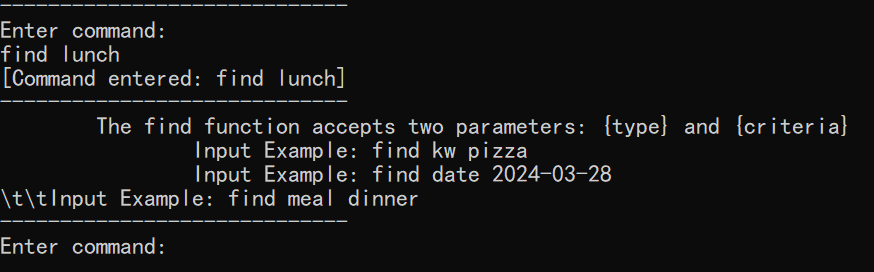 -----------------------------
Enter command:
find lunch
[Command entered: find lunch]
-----------------------------
        The find function accepts two parameters: {type} and {criteria}
                Input Example: find kw pizza
                Input Example: find date 2024-03-28
\t\tInput Example: find meal dinner
-----------------------------
Enter command: